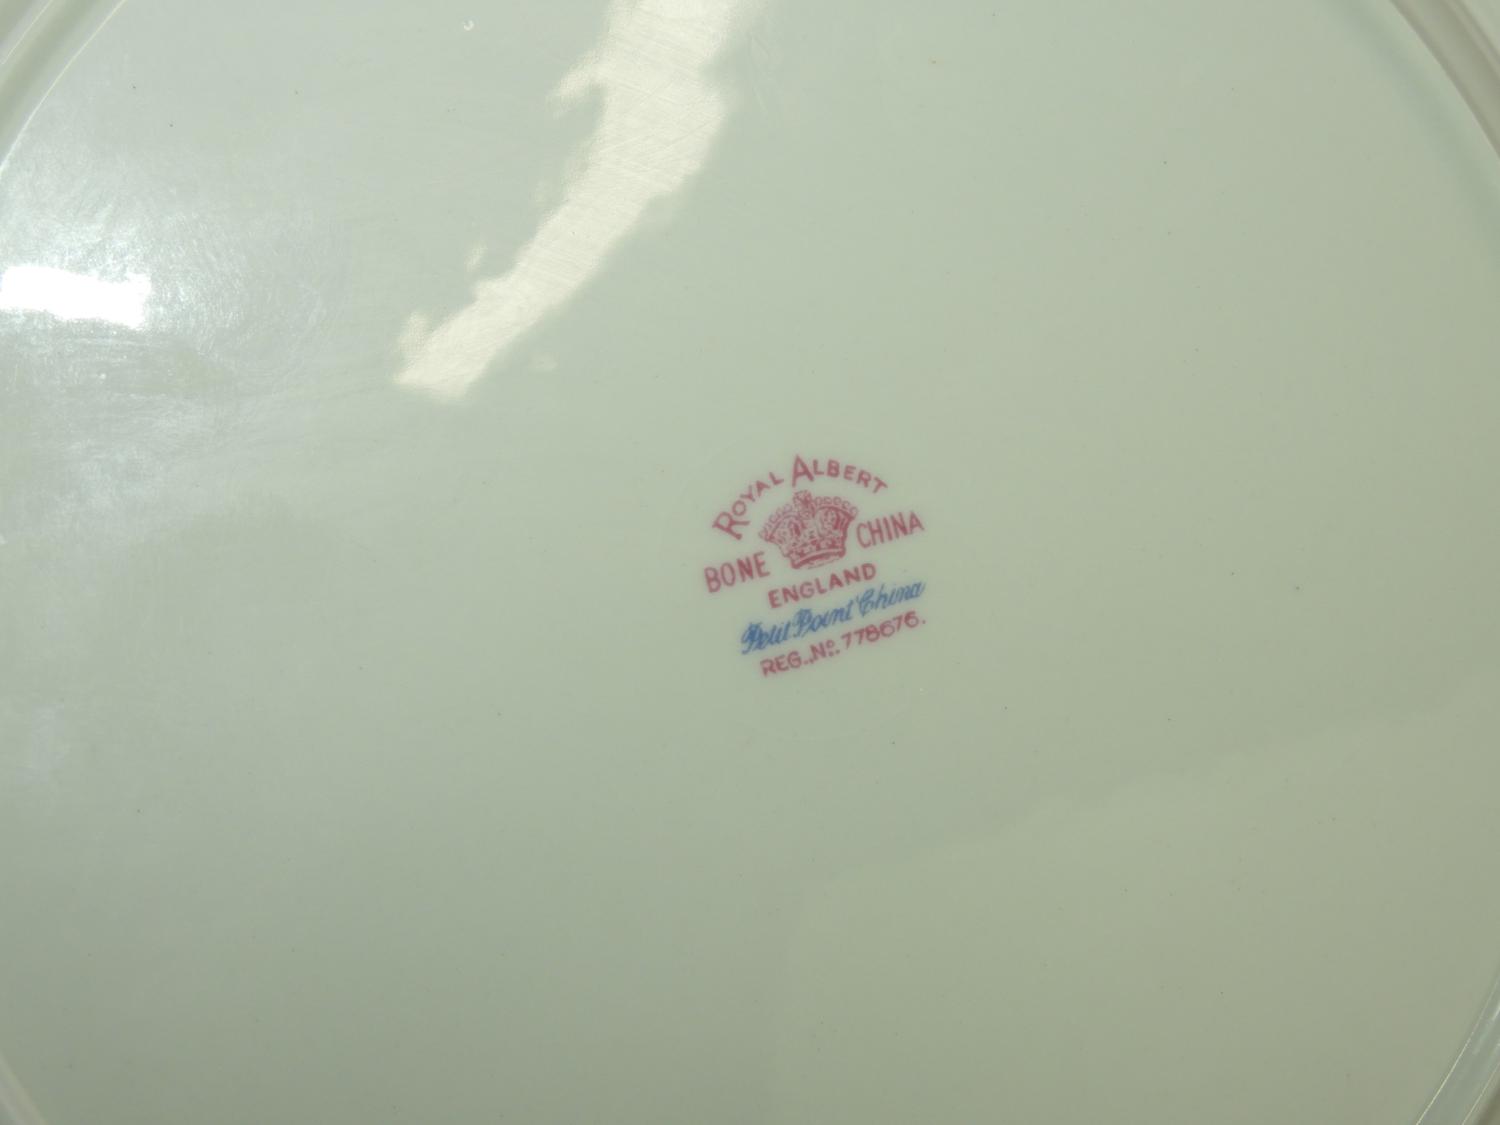 ROYAL ALBERT
BONE CHINA
ENGLAND
Petit Point China
REG. No. 778676.